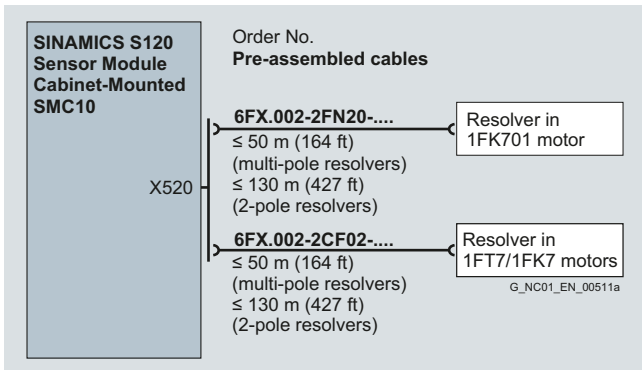 SINAMICS S120
Sensor Module
Cabinet-Mounted
SMC10
Order No.
Pre-assembled cables
X520
6FX.002-2FN20-....
≤ 50 m (164 ft)
(multi-pole resolvers)
≤ 130 m (427 ft)
(2-pole resolvers)
Resolver in
1FK701 motor
6FX.002-2CF02-....
≤ 50 m (164 ft)
(multi-pole resolvers)
≤ 130 m (427 ft)
(2-pole resolvers)
Resolver in
1FT7/1FK7 motors
G_NC01_EN_00511a